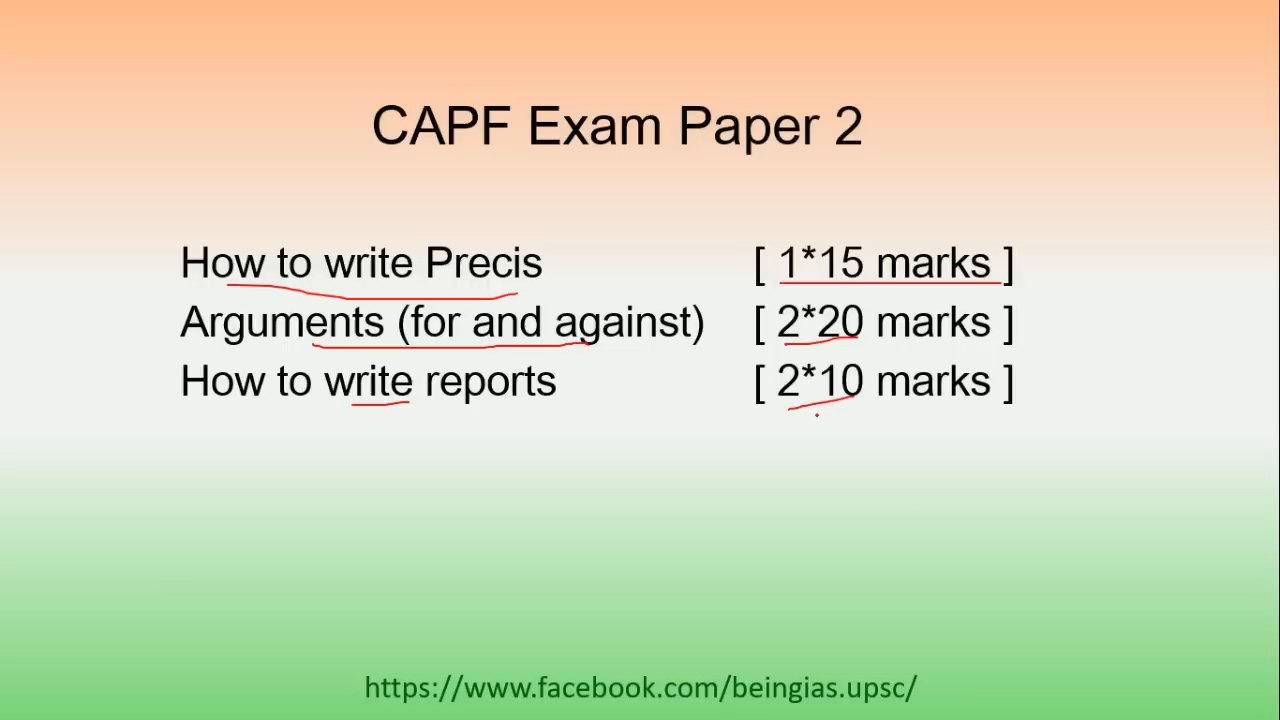 CAPF Exam Paper 2
How to write Precis [ 1*15 marks ]
Arguments (for and against) [ 2*20 marks ]
How to write reports [ 2*10 marks ]
https://www.facebook.com/beingias.upsc/